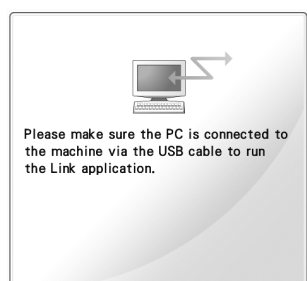 Please make sure the PC is connected to
the machine via the USB cable to run
the Link application.